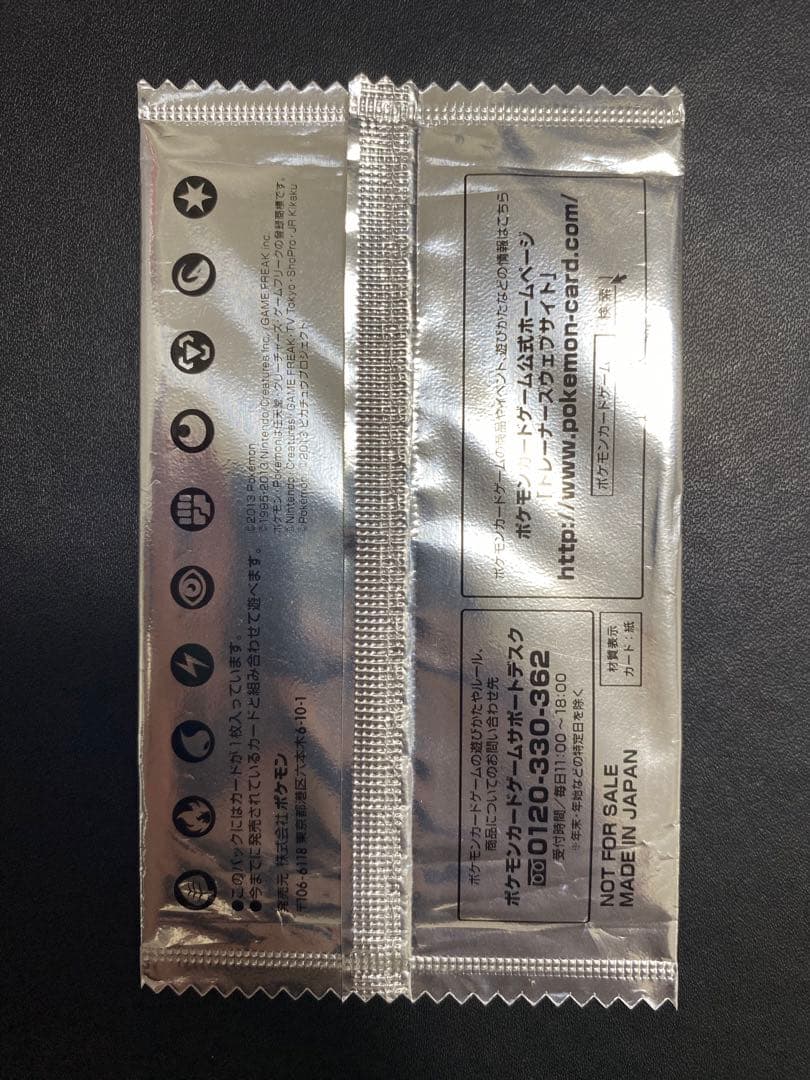 ©2013 Pokémon.
©1995-2013 Nintendo/Creatures Inc./GAME FREAK inc.
ポケモン・Pokémonは任天堂・クリーチャーズ・ゲームフリークの登録商標です。
©Nintendo・Creatures・GAME FREAK・TV Tokyo・ShoPro・JR Kikaku
©Pokémon ©2013 ピカチュウプロジェクト
●このパックにはカードが1枚入っています。
●今までに発売されているカードと組み合わせて遊べます。
発売元 株式会社ポケモン
〒106-6118 東京都港区六本木6-10-1
ポケモンカードゲームの商品やイベント、遊びかたなどの情報はこちら
ポケモンカードゲーム公式ホームページ
「トレーナーズウェブサイト」
http://www.pokemon-card.com/
ポケモンカードゲーム 検索
ポケモンカードゲームの遊びかたやルール、
商品についてのお問い合わせ先
ポケモンカードゲームサポートデスク
0120-330-362
受付時間/毎日11:00~18:00
※年末・年始などの特定日を除く
材質表示
カード:紙
NOT FOR SALE
MADE IN JAPAN